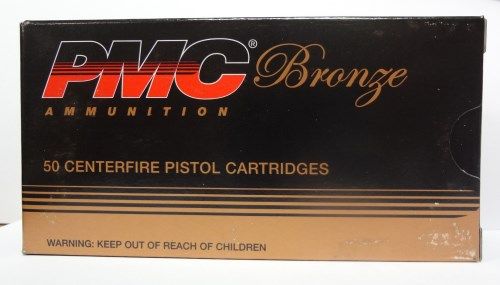 PMC® Bronze
AMMUNITION
50 CENTERFIRE PISTOL CARTRIDGES
WARNING: KEEP OUT OF REACH OF CHILDREN